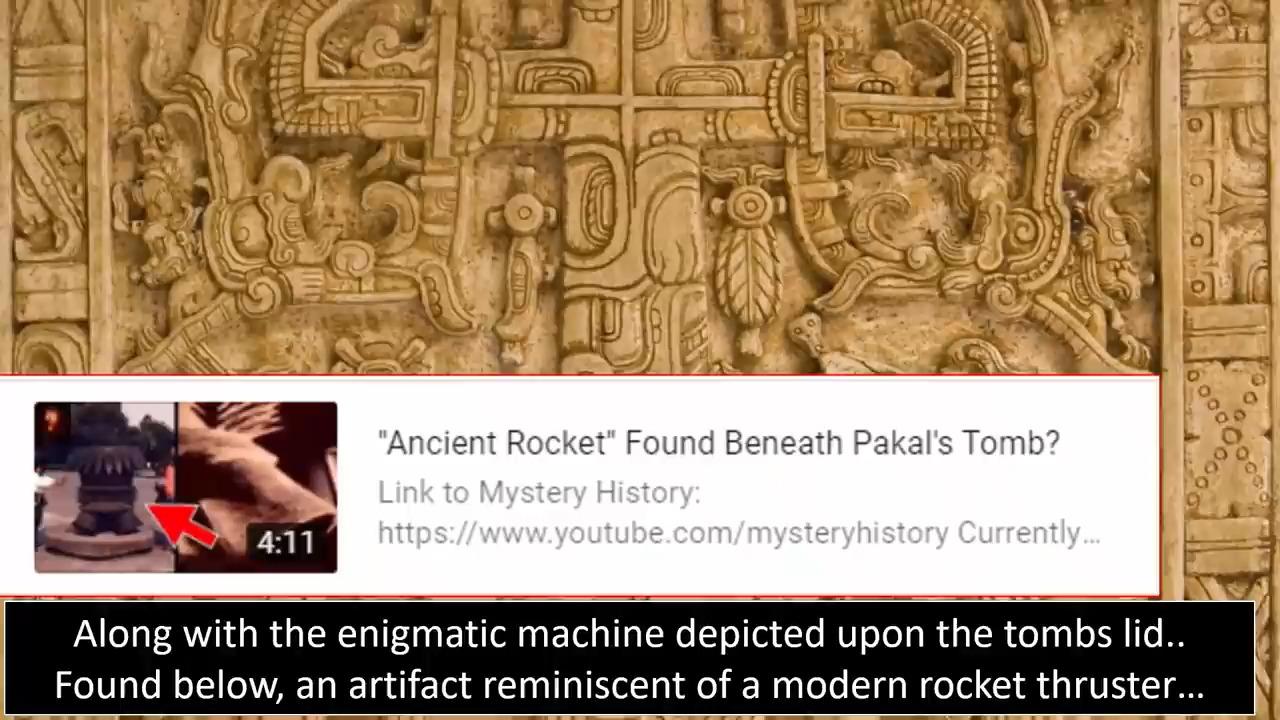 "Ancient Rocket" Found Beneath Pakal's Tomb?
Link to Mystery History:
https://www.youtube.com/mysteryhistory Currently...
4:11
Along with the enigmatic machine depicted upon the tombs lid..
Found below, an artifact reminiscent of a modern rocket thruster...